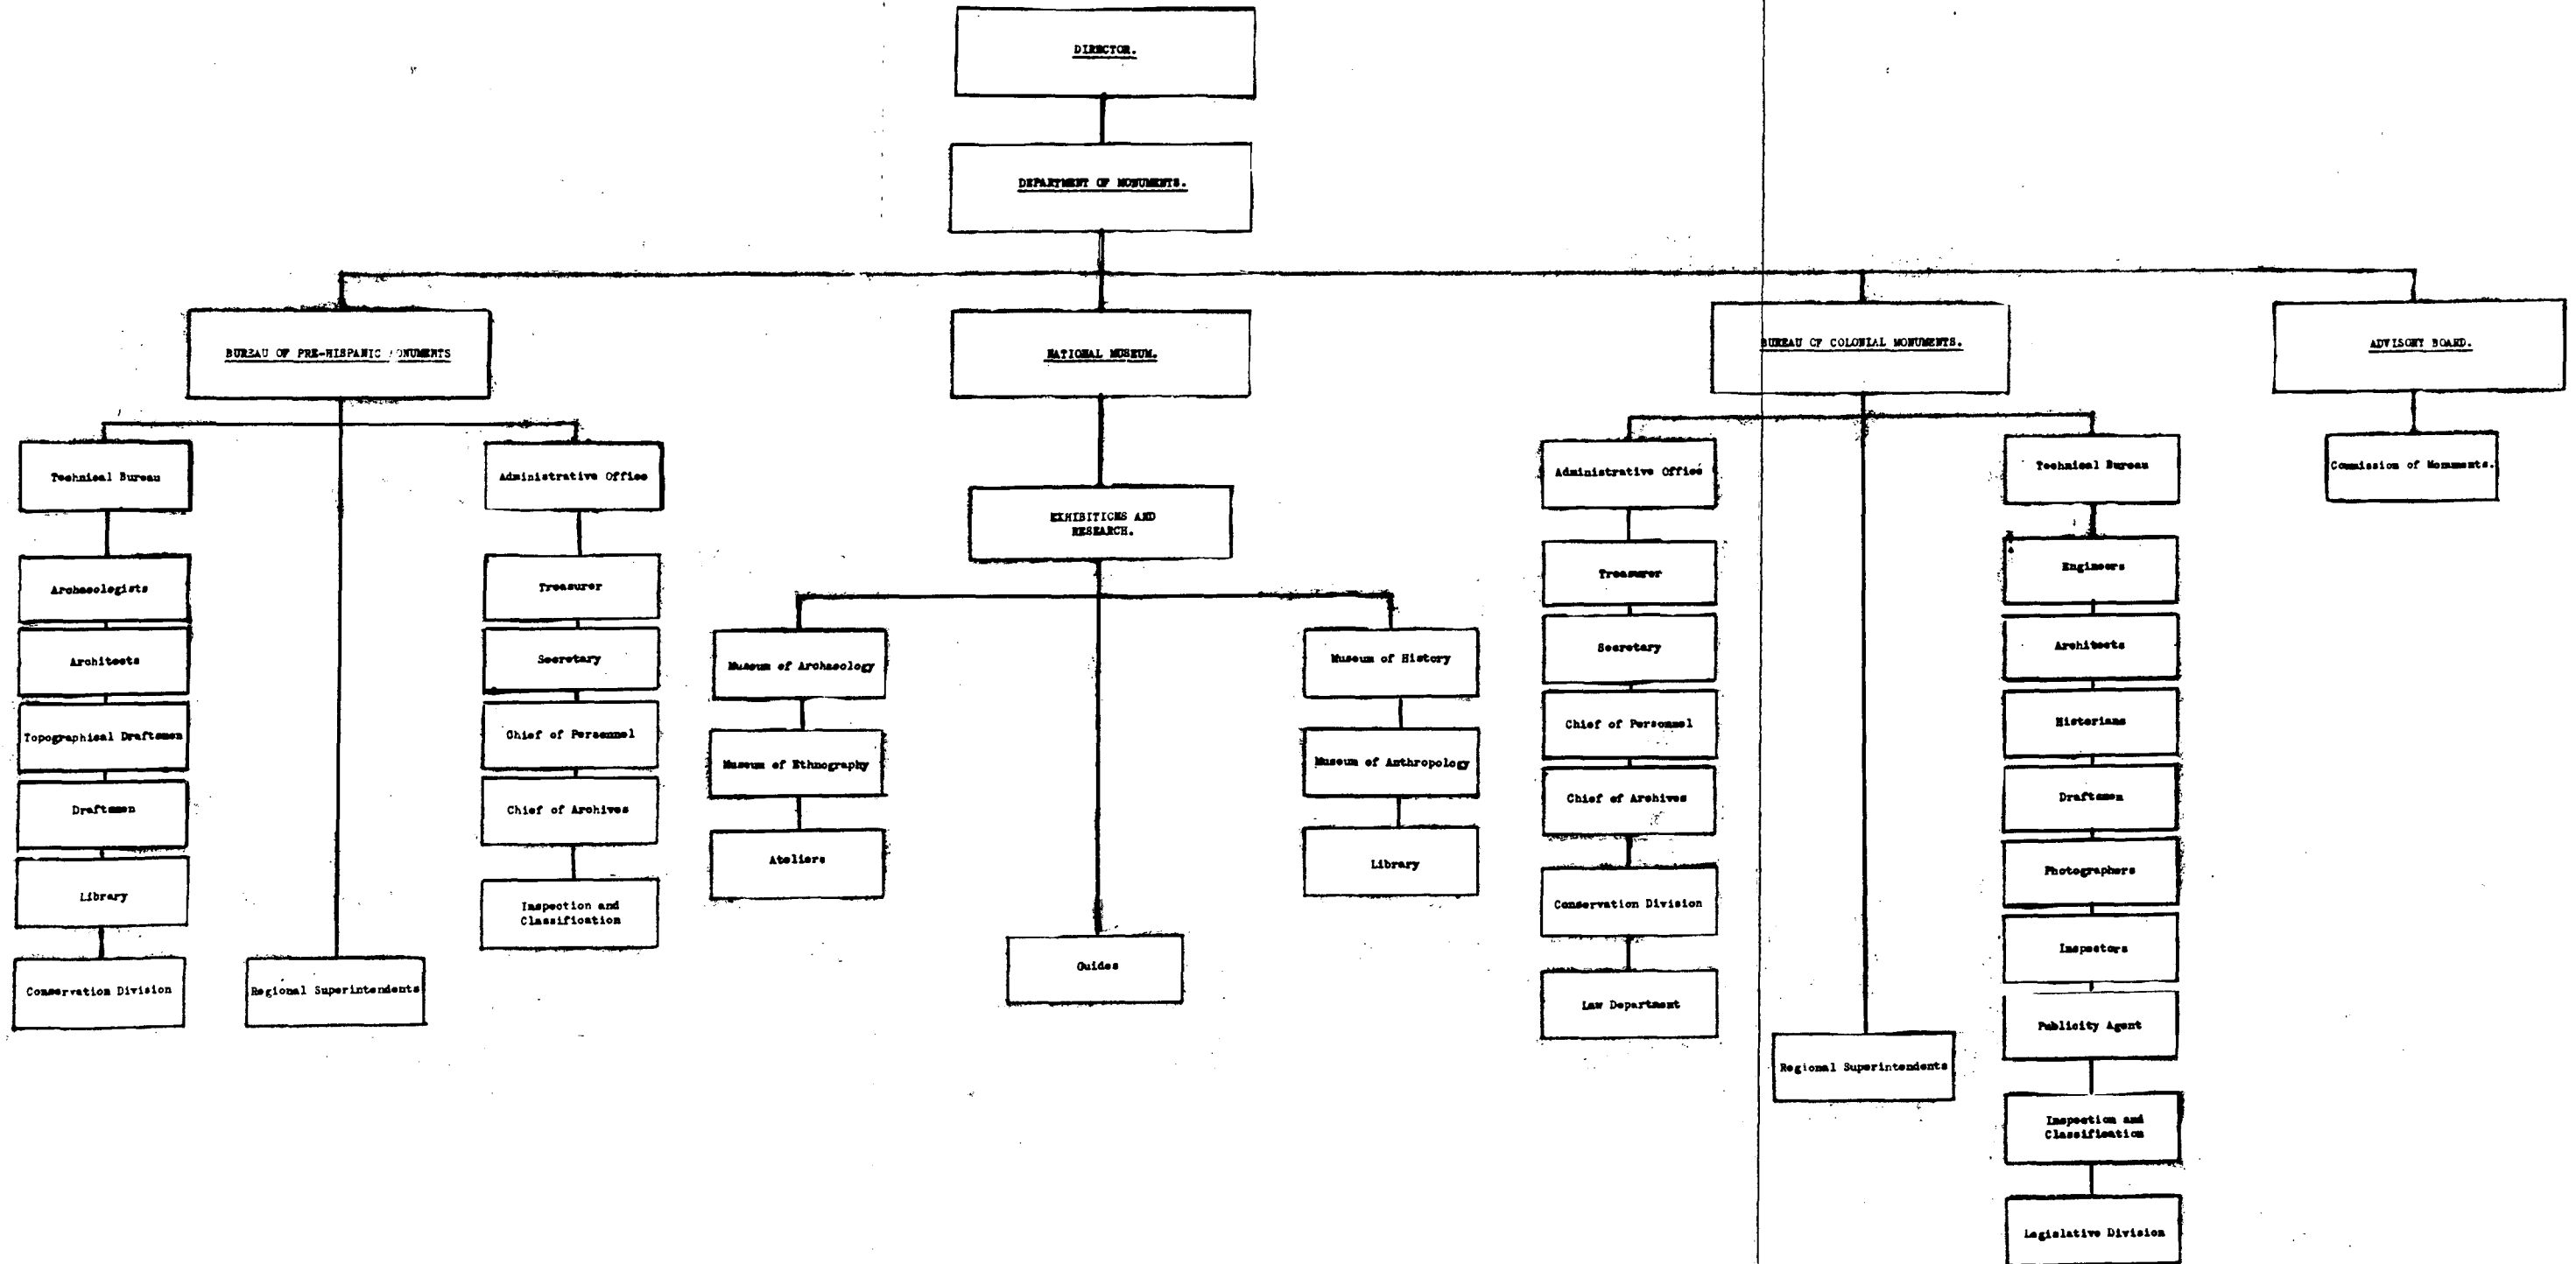 DIRECTOR.
DEPARTMENT OF MONUMENTS.
BUREAU OF PRE-HISPANIC MONUMENTS
NATIONAL MUSEUM.
BUREAU OF COLONIAL MONUMENTS.
ADVISORY BOARD.
Technical Bureau
Administrative Office
EXHIBITIONS AND
RESEARCH.
Administrative Office
Technical Bureau
Commission of Monuments.
Archaeologists
Architects
Topographical Draftsmen
Draftsmen
Library
Conservation Division
Regional Superintendents
Treasurer
Secretary
Chief of Personnel
Chief of Archives
Inspection and
Classification
Museum of Archaeology
Museum of Ethnography
Ateliers
Guides
Museum of History
Museum of Anthropology
Library
Treasurer
Secretary
Chief of Personnel
Chief of Archives
Conservation Division
Law Department
Regional Superintendents
Engineers
Architects
Historians
Draftsmen
Photographers
Inspectors
Publicity Agent
Inspection and
Classification
Legislative Division